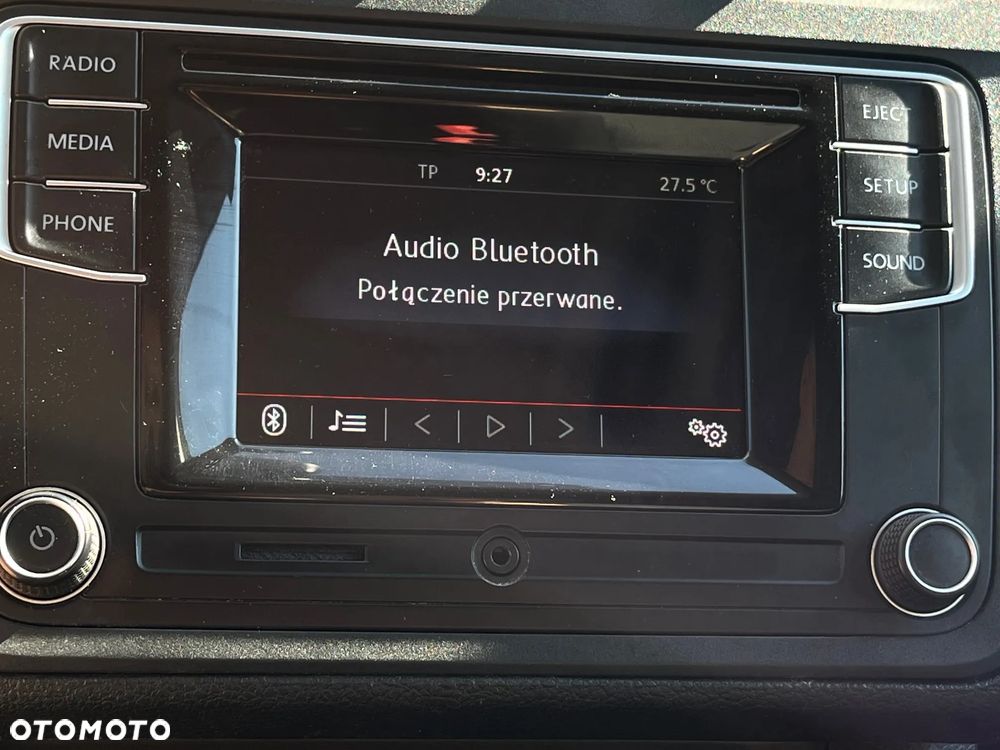 RADIO
MEDIA
PHONE
EJECT
SETUP
SOUND
TP 9:27 27.5 °C
Audio Bluetooth
Połączenie przerwane.
OTOMOTO